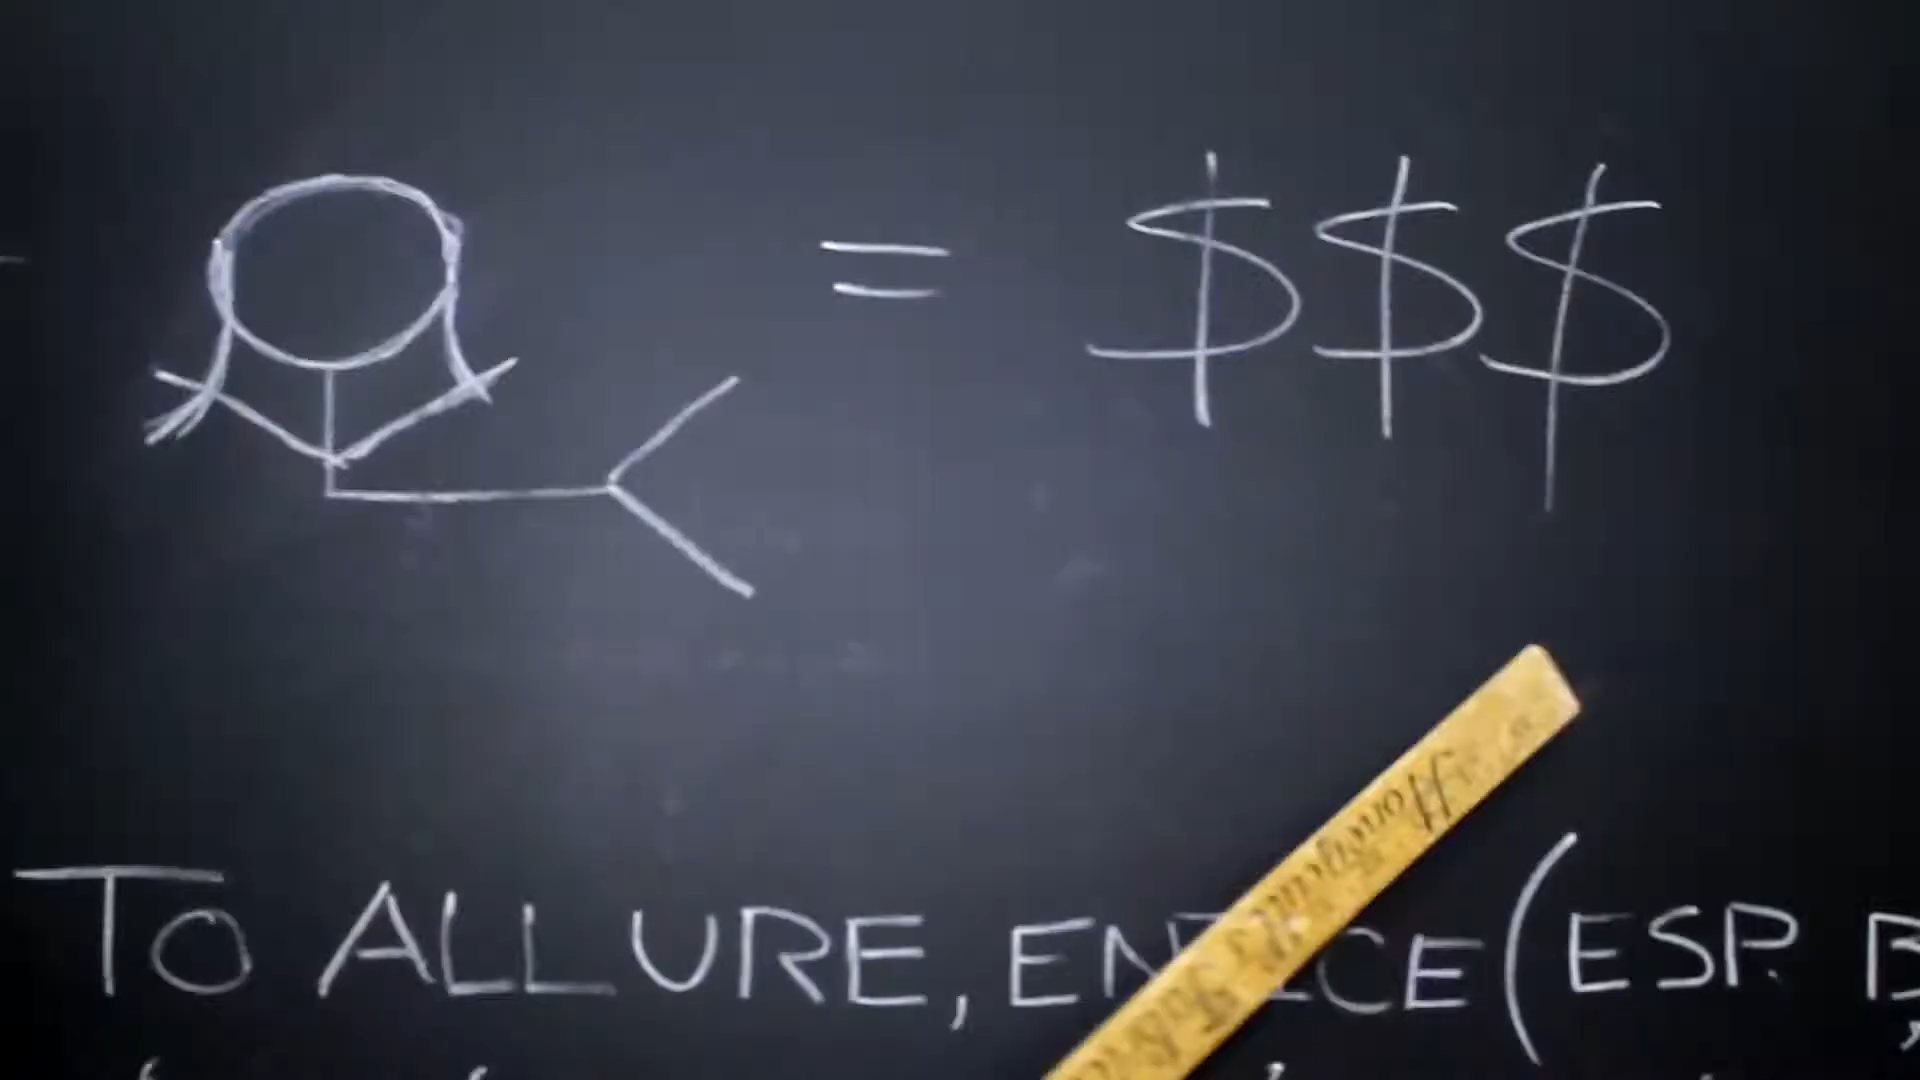 = $$$
TO ALLURE, ENTICE (ESP. B